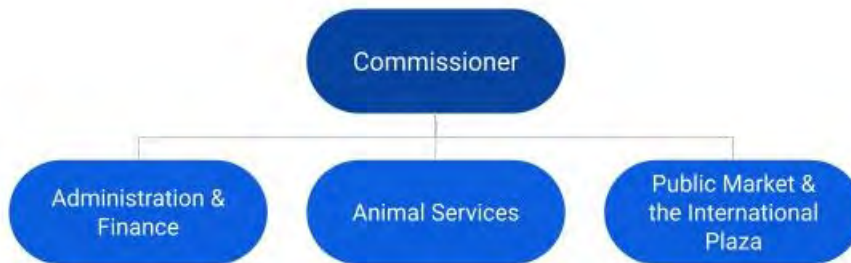 Commissioner
Administration &
Finance
Animal Services
Public Market &
the International
Plaza